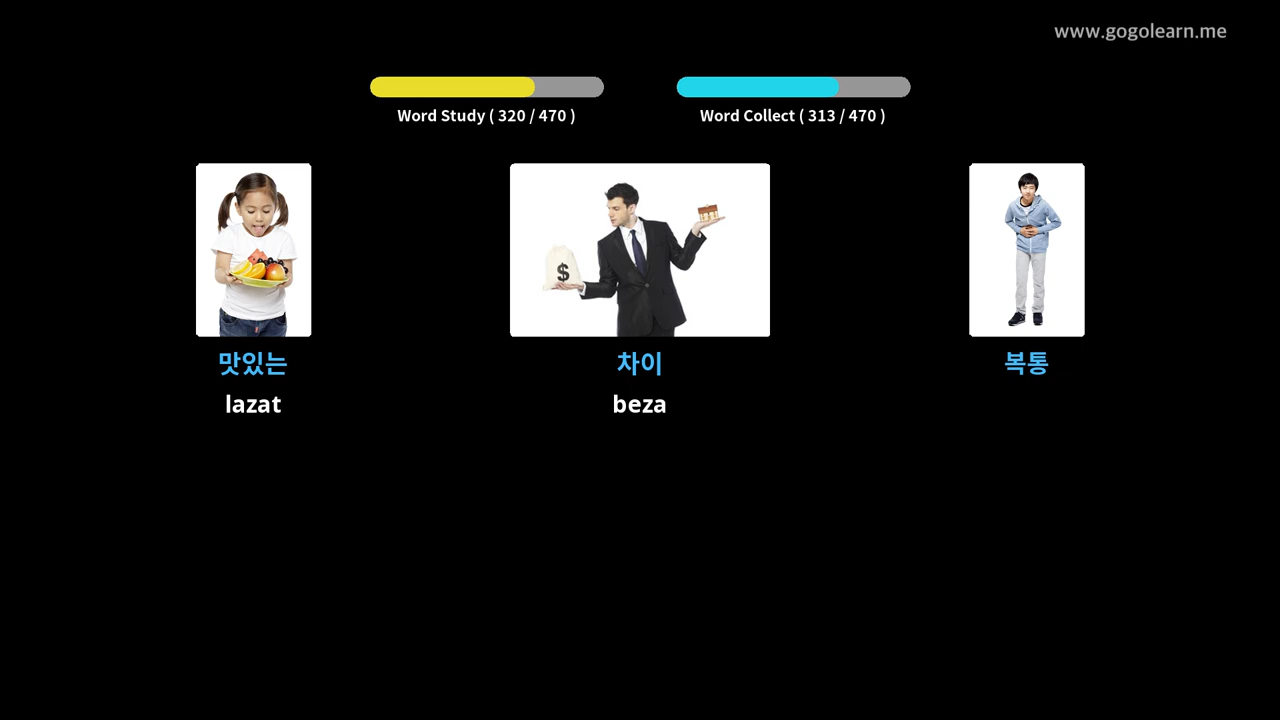 www.gogolearn.me
Word Study ( 320 / 470 )
Word Collect ( 313 / 470 )
$
맛있는
차이
복통
lazat
beza